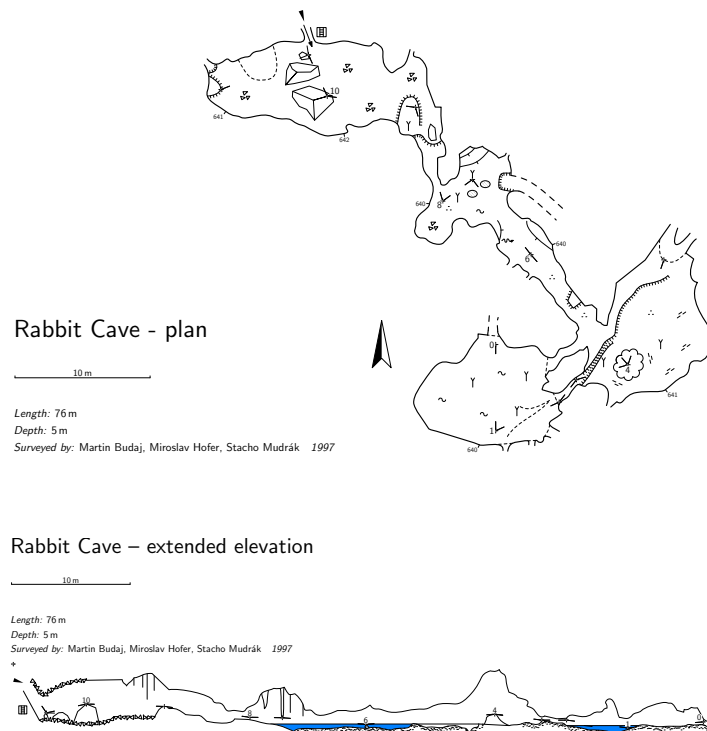 10
641
642
640
8
640
6
Rabbit Cave - plan
0
10 m
4
641
Length: 76 m
Depth: 5 m
1
Surveyed by: Martin Budaj, Miroslav Hofer, Stacho Mudrák 1997
640
Rabbit Cave – extended elevation
10 m
Length: 76 m
Depth: 5 m
Surveyed by: Martin Budaj, Miroslav Hofer, Stacho Mudrák 1997
10
8
6
4
1
0